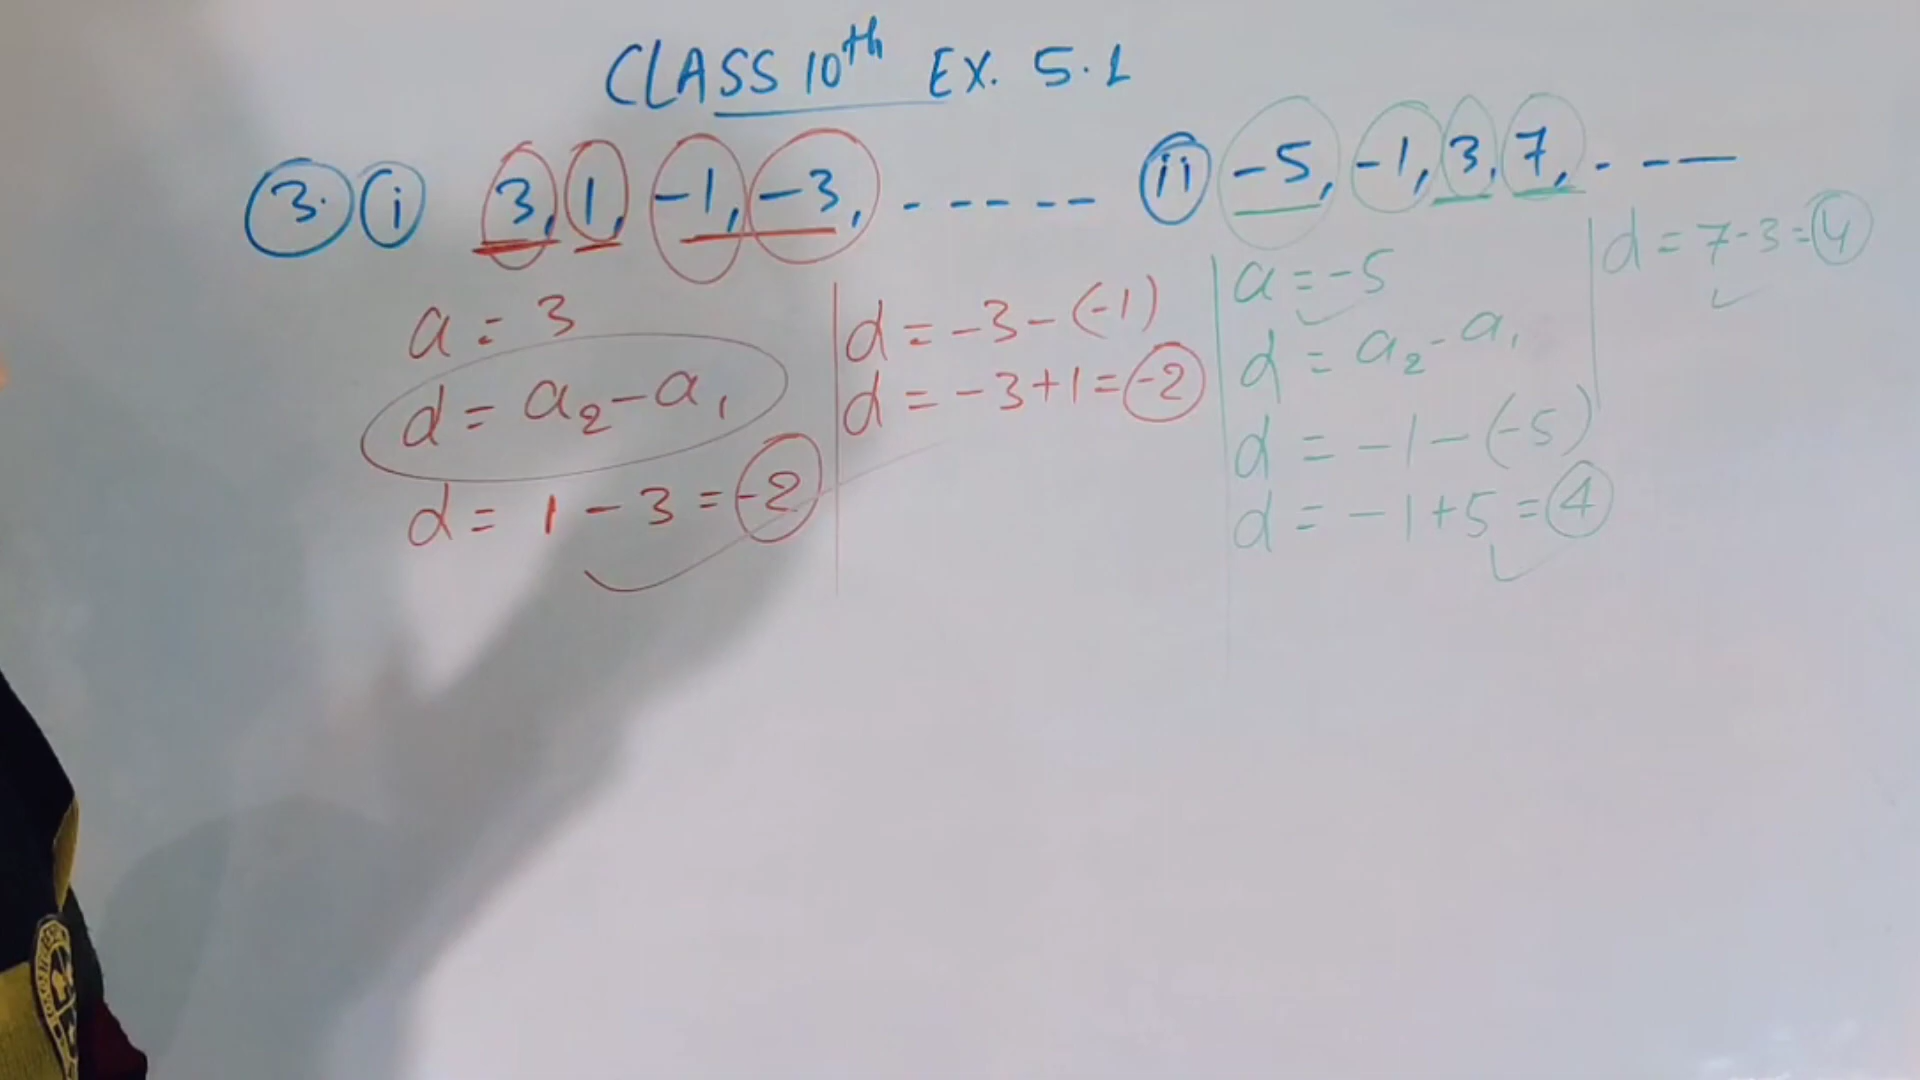 CLASS 10th EX. 5.1
3. i 3, 1, -1, -3, -----
a = 3
d = a₂ - a₁
d = 1 - 3 = -2
d = -3 - (-1)
d = -3 + 1 = -2
ii -5, -1, 3, 7, ----
a = -5
d = a₂ - a₁
d = -1 - (-5)
d = -1 + 5 = 4
d = 7 - 3 = 4